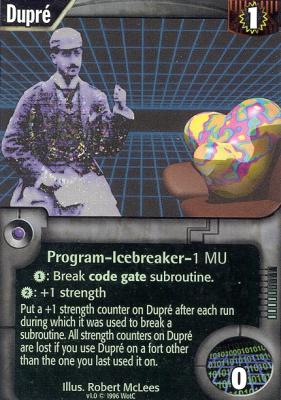 Dupré
1
Program-Icebreaker-1 MU
1: Break code gate subroutine.
2: +1 strength
Put a +1 strength counter on Dupré after each run
during which it was used to break a
subroutine. All strength counters on Dupré
are lost if you use Dupré on a fort other
than the one you last used it on.
Illus. Robert McLees
v1.0 © 1996 WotC
0